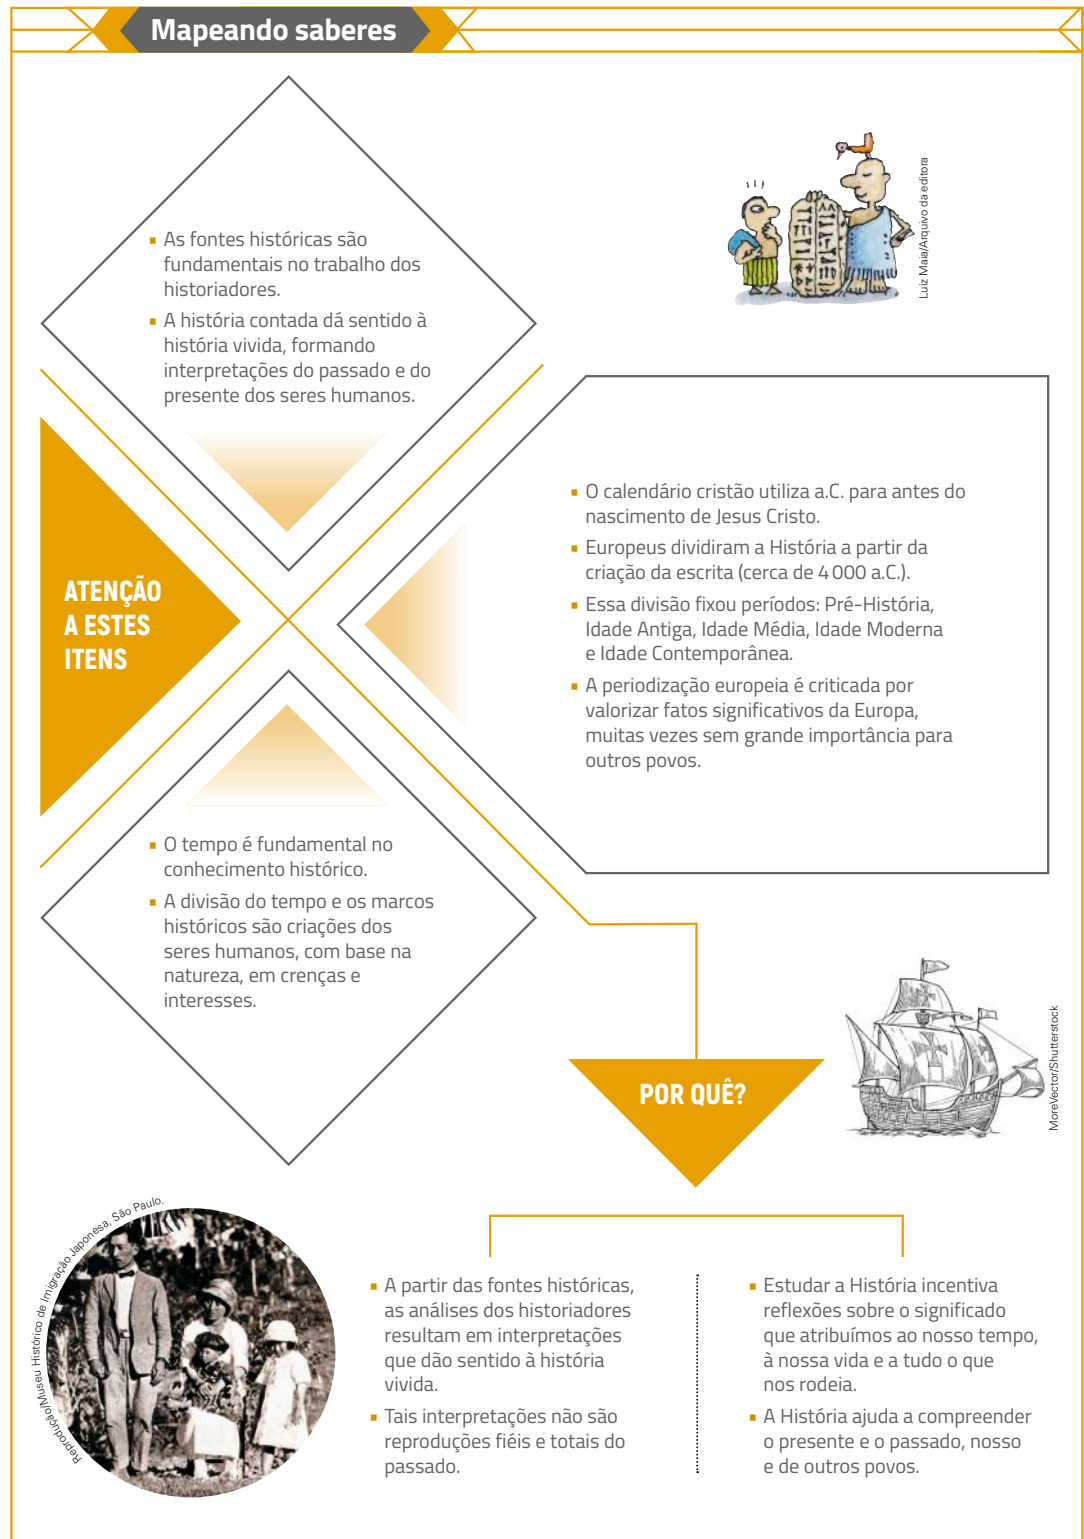 Mapeando saberes
▪ As fontes históricas são
fundamentais no trabalho dos
historiadores.
▪ A história contada dá sentido à
história vivida, formando
interpretações do passado e do
presente dos seres humanos.
Luiz Maia/Arquivo da editora
ATENÇÃO
A ESTES
ITENS
▪ O calendário cristão utiliza a.C. para antes do
nascimento de Jesus Cristo.
▪ Europeus dividiram a História a partir da
criação da escrita (cerca de 4 000 a.C.).
▪ Essa divisão fixou períodos: Pré-História,
Idade Antiga, Idade Média, Idade Moderna
e Idade Contemporânea.
▪ A periodização europeia é criticada por
valorizar fatos significativos da Europa,
muitas vezes sem grande importância para
outros povos.
▪ O tempo é fundamental no
conhecimento histórico.
▪ A divisão do tempo e os marcos
históricos são criações dos
seres humanos, com base na
natureza, em crenças e
interesses.
MoreVector/Shutterstock
POR QUÊ?
Reprodução/Museu Histórico de Imigração Japonesa, São Paulo.
▪ A partir das fontes históricas,
as análises dos historiadores
resultam em interpretações
que dão sentido à história
vivida.
▪ Tais interpretações não são
reproduções fiéis e totais do
passado.
▪ Estudar a História incentiva
reflexões sobre o significado
que atribuímos ao nosso tempo,
à nossa vida e a tudo o que
nos rodeia.
▪ A História ajuda a compreender
o presente e o passado, nosso
e de outros povos.